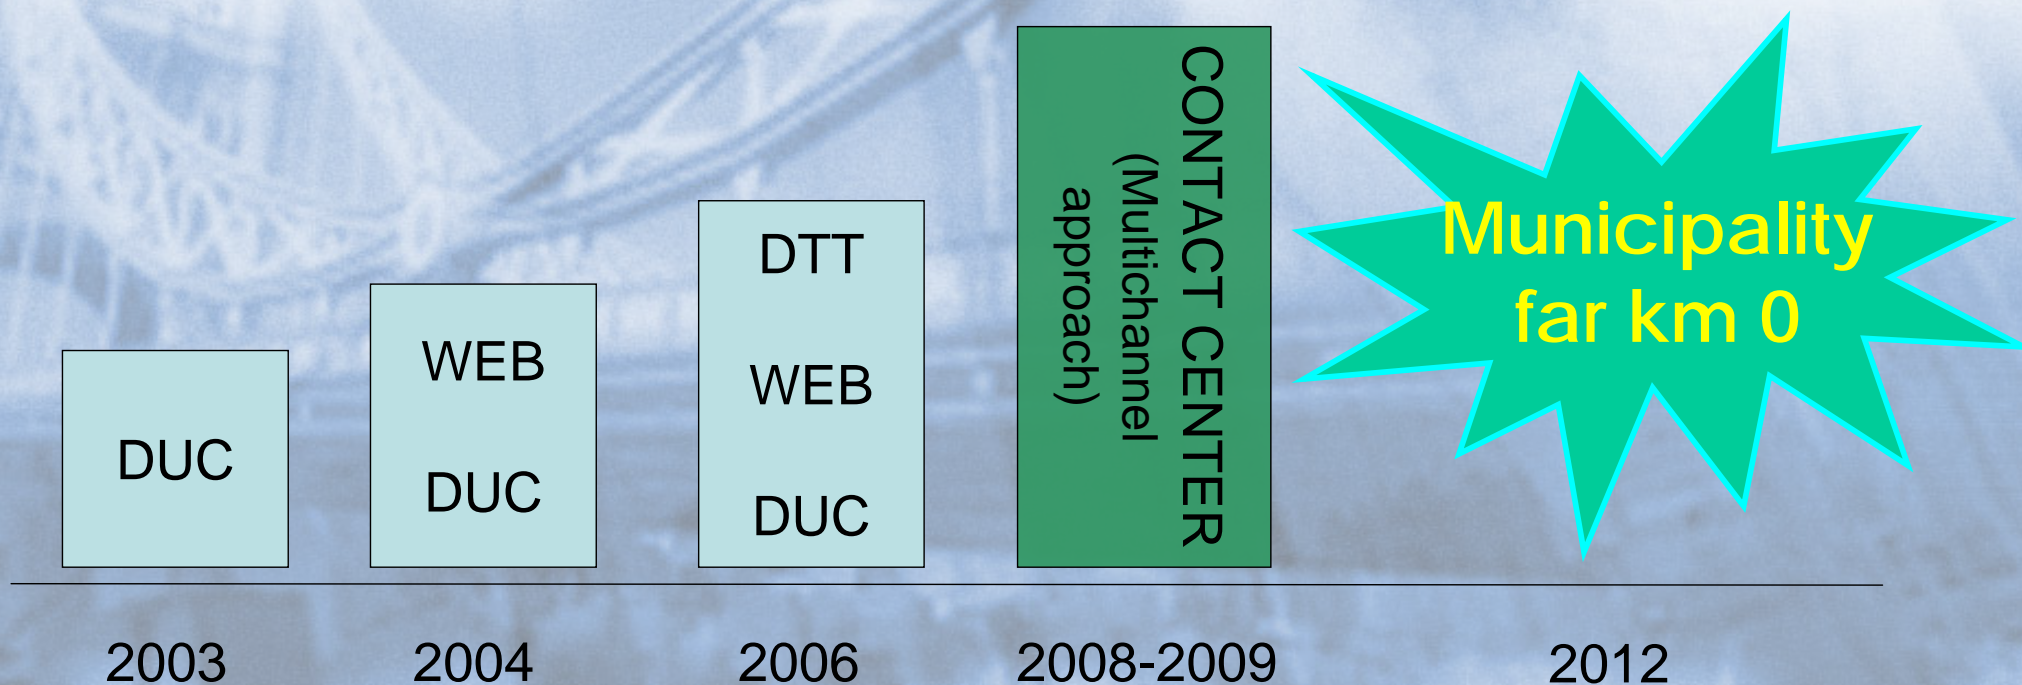 DUC
WEB
DUC
DTT
WEB
DUC
CONTACT CENTER
(Multichannel
approach)
Municipality
far km 0
2003
2004
2006
2008-2009
2012